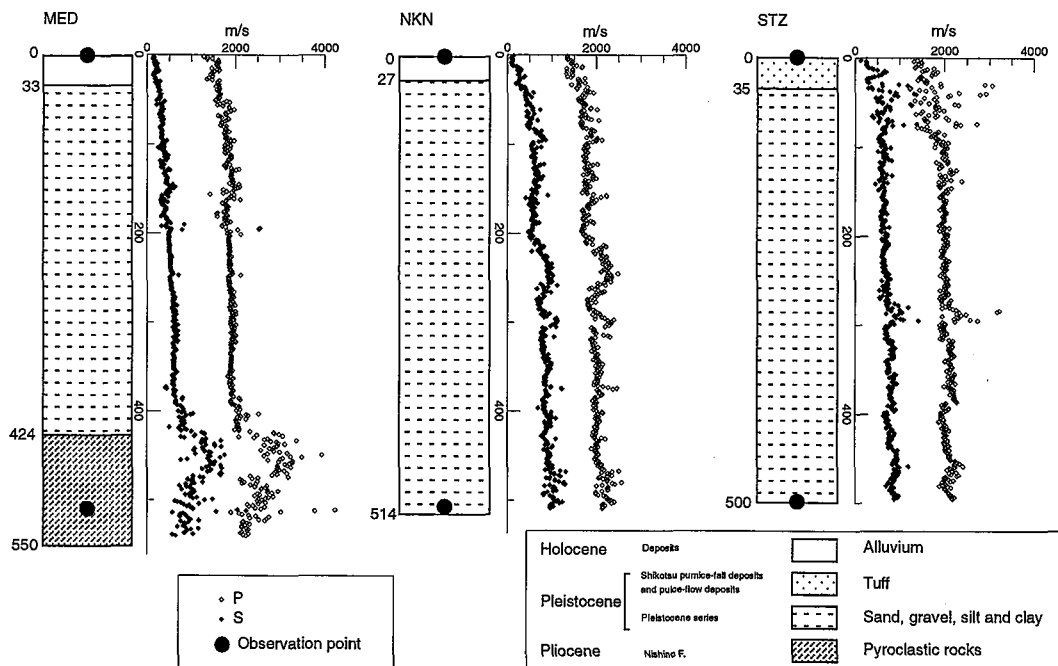 MED
m/s
0
33
424
550
0
2000
4000
200
400
NKN
m/s
0
27
514
0
2000
4000
200
400
STZ
m/s
0
35
500
0
2000
4000
200
400
P
S
Observation point
Holocene
Deposits
Alluvium
Pleistocene
Shikotsu pumice-fall deposits
and pulce-flow deposits
Tuff
Pleistocene series
Sand, gravel, silt and clay
Pliocene
Nishino F.
Pyroclastic rocks